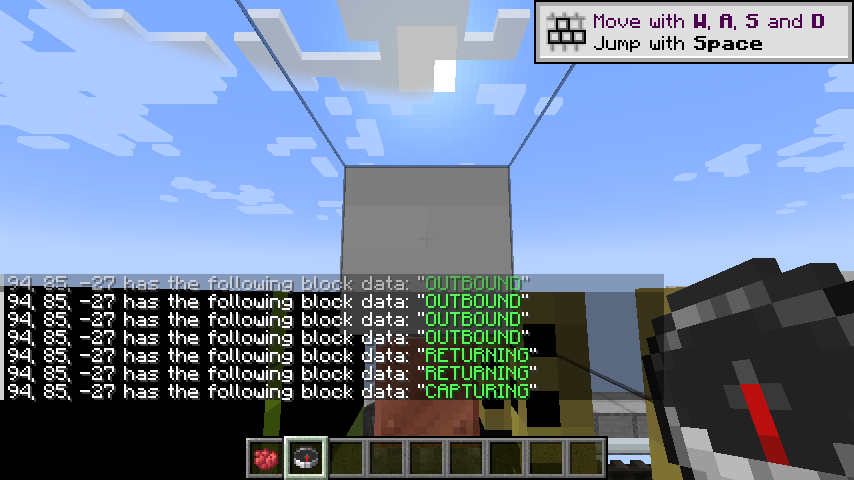 Move with W, A, S and D
Jump with Space
94, 85, -27 has the following block data: "OUTBOUND"
94, 85, -27 has the following block data: "OUTBOUND"
94, 85, -27 has the following block data: "OUTBOUND"
94, 85, -27 has the following block data: "OUTBOUND"
94, 85, -27 has the following block data: "RETURNING"
94, 85, -27 has the following block data: "RETURNING"
94, 85, -27 has the following block data: "CAPTURING"